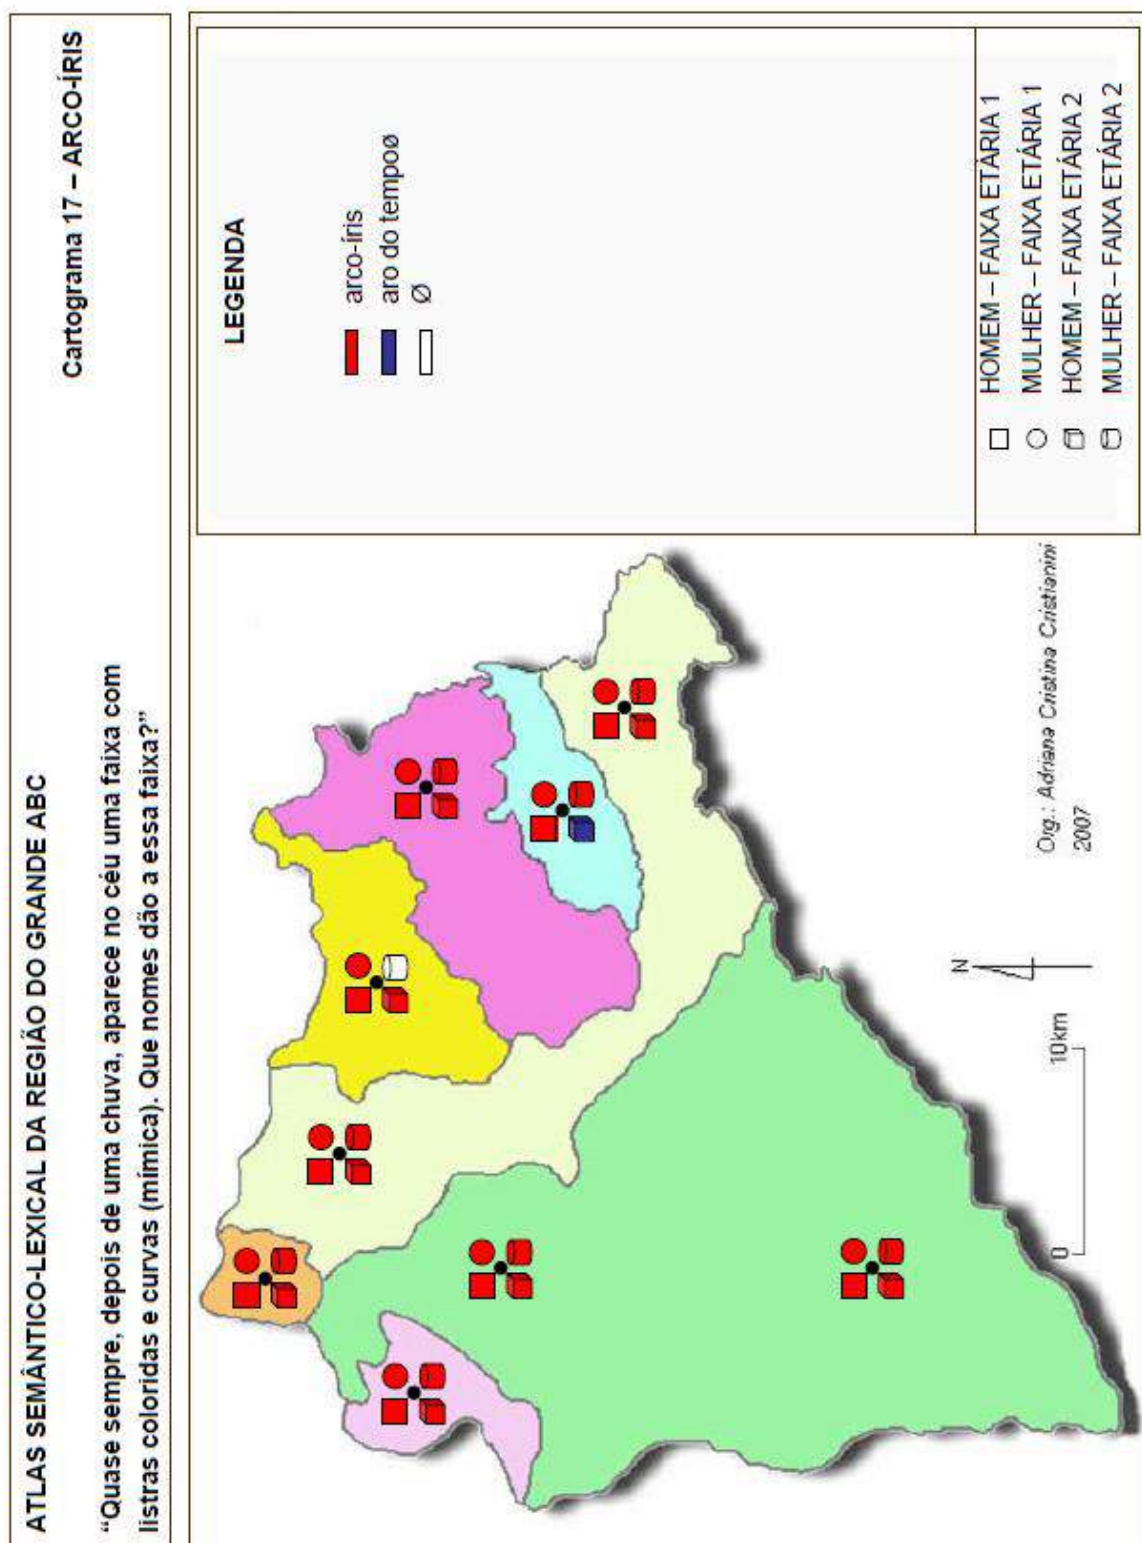 ATLAS SEMÂNTICO-LEXICAL DA REGIÃO DO GRANDE ABC
Cartograma 17 – ARCO-ÍRIS
“Quase sempre, depois de uma chuva, aparece no céu uma faixa com
listras coloridas e curvas (mímica). Que nomes dão a essa faixa?”
LEGENDA
arco-íris
aro do tempoø
Ø
HOMEM – FAIXA ETÁRIA 1
MULHER – FAIXA ETÁRIA 1
HOMEM – FAIXA ETÁRIA 2
MULHER – FAIXA ETÁRIA 2
N
0 10km
Org.: Adriana Cristina Cristianini
2007